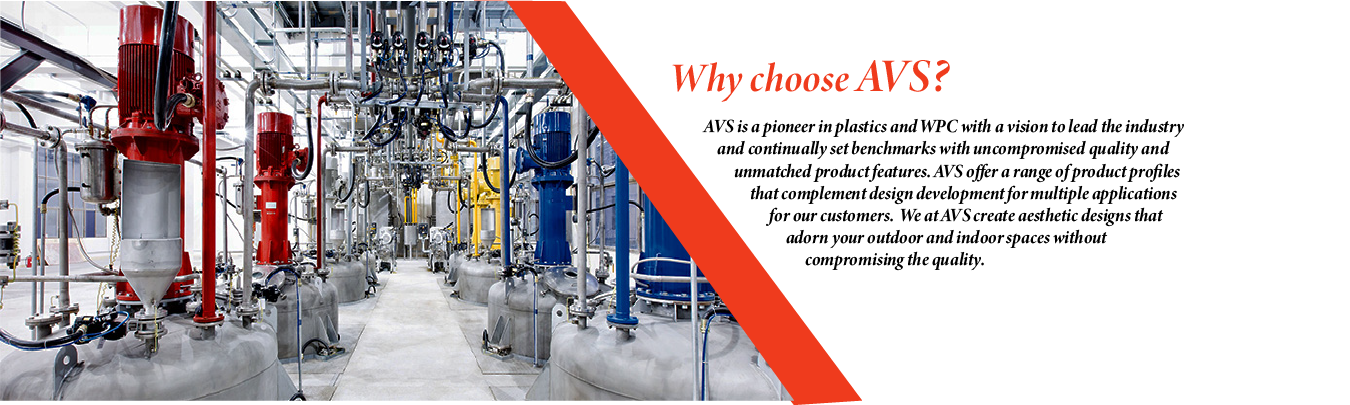 Why choose AVS?
AVS is a pioneer in plastics and WPC with a vision to lead the industry
and continually set benchmarks with uncompromised quality and
unmatched product features. AVS offer a range of product profiles
that complement design development for multiple applications
for our customers. We at AVS create aesthetic designs that
adorn your outdoor and indoor spaces without
compromising the quality.